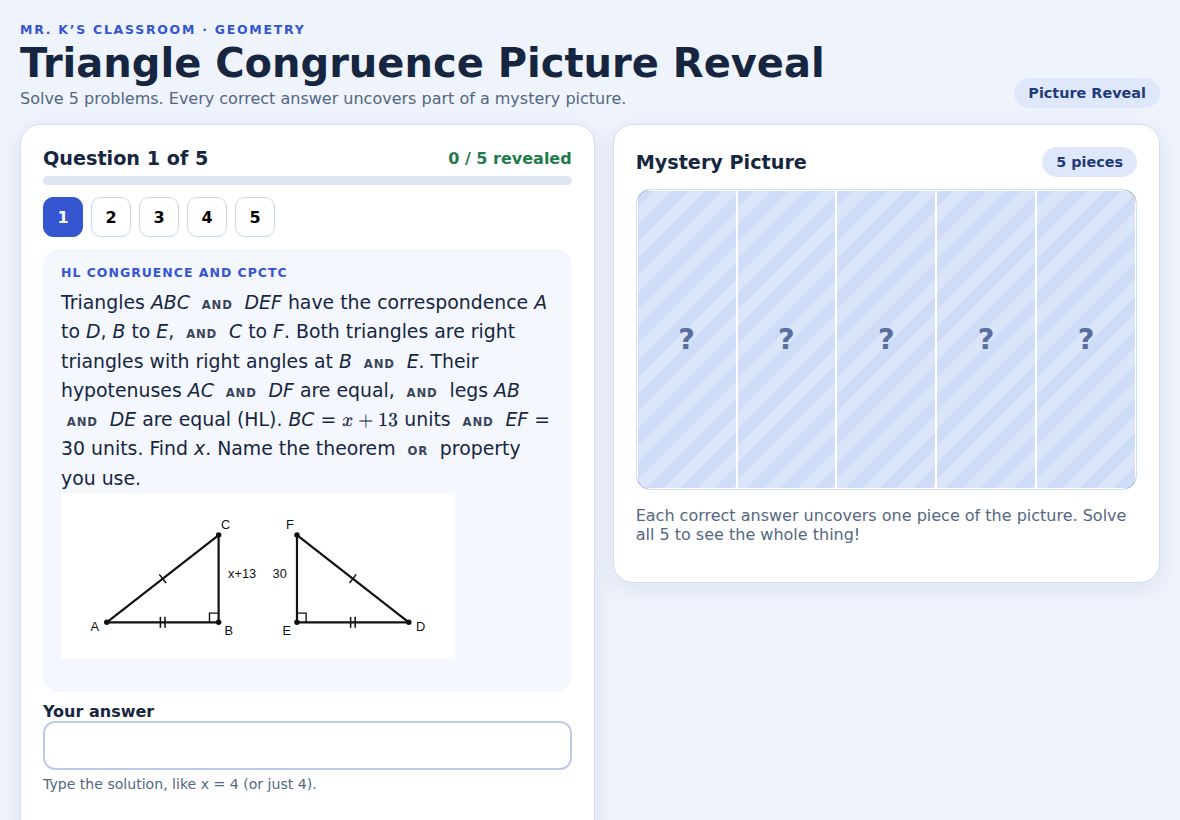 MR. K’S CLASSROOM · GEOMETRY
Triangle Congruence Picture Reveal
Solve 5 problems. Every correct answer uncovers part of a mystery picture.
Picture Reveal
Question 1 of 5
0 / 5 revealed
1 2 3 4 5
HL CONGRUENCE AND CPCTC
Triangles ABC AND DEF have the correspondence A
to D, B to E, AND C to F. Both triangles are right
triangles with right angles at B AND E. Their
hypotenuses AC AND DF are equal, AND legs AB
AND DE are equal (HL). BC = x + 13 units AND EF =
30 units. Find x. Name the theorem OR property
you use.
C F
x+13 30
A B E D
Your answer
Type the solution, like x = 4 (or just 4).
Mystery Picture
5 pieces
? ? ? ? ?
Each correct answer uncovers one piece of the picture. Solve
all 5 to see the whole thing!